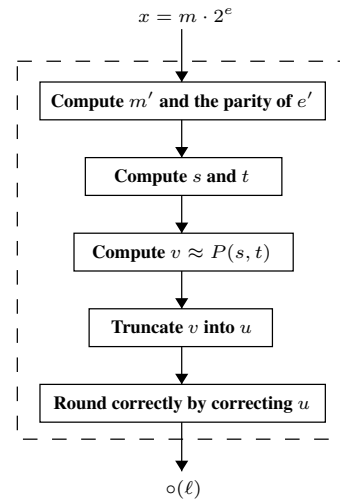 x = m · 2^e
Compute m′ and the parity of e′
Compute s and t
Compute v ≈ P(s, t)
Truncate v into u
Round correctly by correcting u
∘(ℓ)